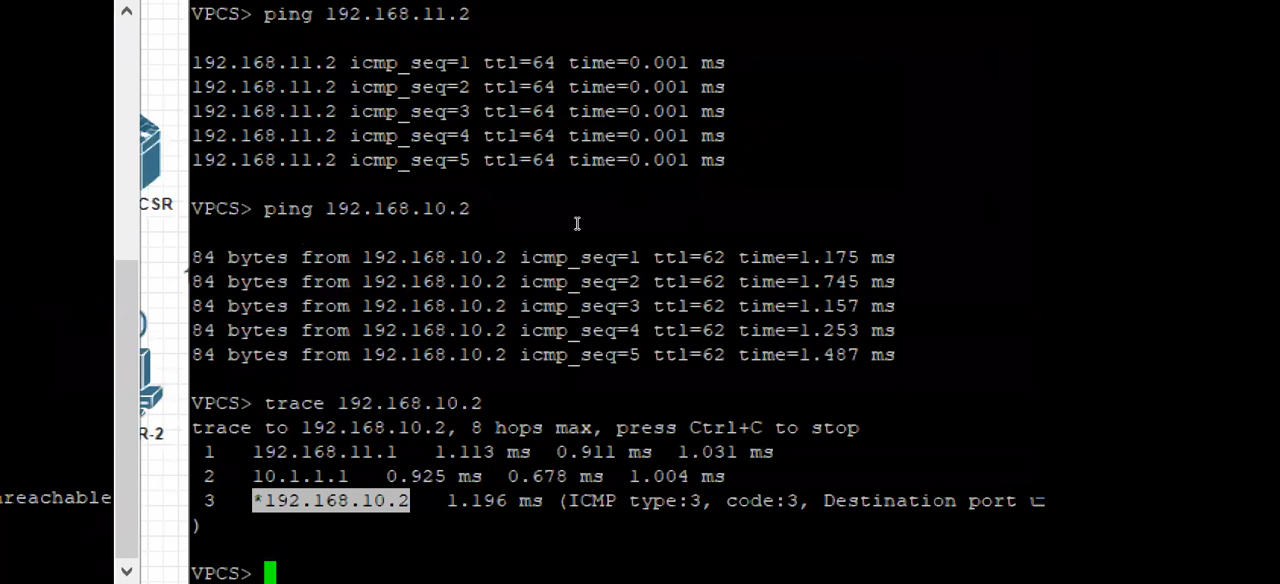 VPCS> ping 192.168.11.2
192.168.11.2 icmp_seq=1 ttl=64 time=0.001 ms
192.168.11.2 icmp_seq=2 ttl=64 time=0.001 ms
192.168.11.2 icmp_seq=3 ttl=64 time=0.001 ms
192.168.11.2 icmp_seq=4 ttl=64 time=0.001 ms
192.168.11.2 icmp_seq=5 ttl=64 time=0.001 ms
CSR
VPCS> ping 192.168.10.2
84 bytes from 192.168.10.2 icmp_seq=1 ttl=62 time=1.175 ms
84 bytes from 192.168.10.2 icmp_seq=2 ttl=62 time=1.745 ms
84 bytes from 192.168.10.2 icmp_seq=3 ttl=62 time=1.157 ms
84 bytes from 192.168.10.2 icmp_seq=4 ttl=62 time=1.253 ms
84 bytes from 192.168.10.2 icmp_seq=5 ttl=62 time=1.487 ms
VPCS> trace 192.168.10.2
trace to 192.168.10.2, 8 hops max, press Ctrl+C to stop
R-2
1 192.168.11.1 1.113 ms 0.911 ms 1.031 ms
2 10.1.1.1 0.925 ms 0.678 ms 1.004 ms
nreachable
3 *192.168.10.2 1.196 ms (ICMP type:3, code:3, Destination port
)
VPCS>